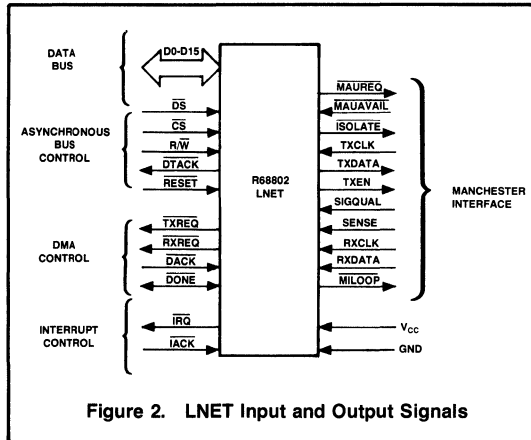 DATA
BUS
D0-D15
ASYNCHRONOUS
BUS
CONTROL
DS
CS
R/W
DTACK
RESET
DMA
CONTROL
TXREQ
RXREQ
DACK
DONE
INTERRUPT
CONTROL
IRQ
IACK
R68802
LNET
MAUREQ
MAUAVAIL
ISOLATE
TXCLK
TXDATA
TXEN
SIGQUAL
SENSE
RXCLK
RXDATA
MILOOP
VCC
GND
MANCHESTER
INTERFACE
Figure 2. LNET Input and Output Signals